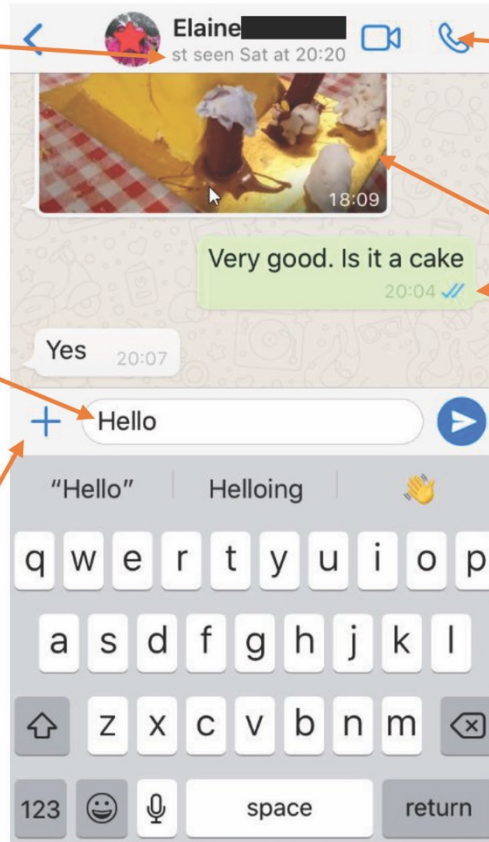 Elaine
st seen Sat at 20:20
18:09
Very good. Is it a cake
20:04
Yes 20:07
Hello
“Hello” Helloing 👋
q w e r t y u i o p
a s d f g h j k l
z x c v b n m
123 space return